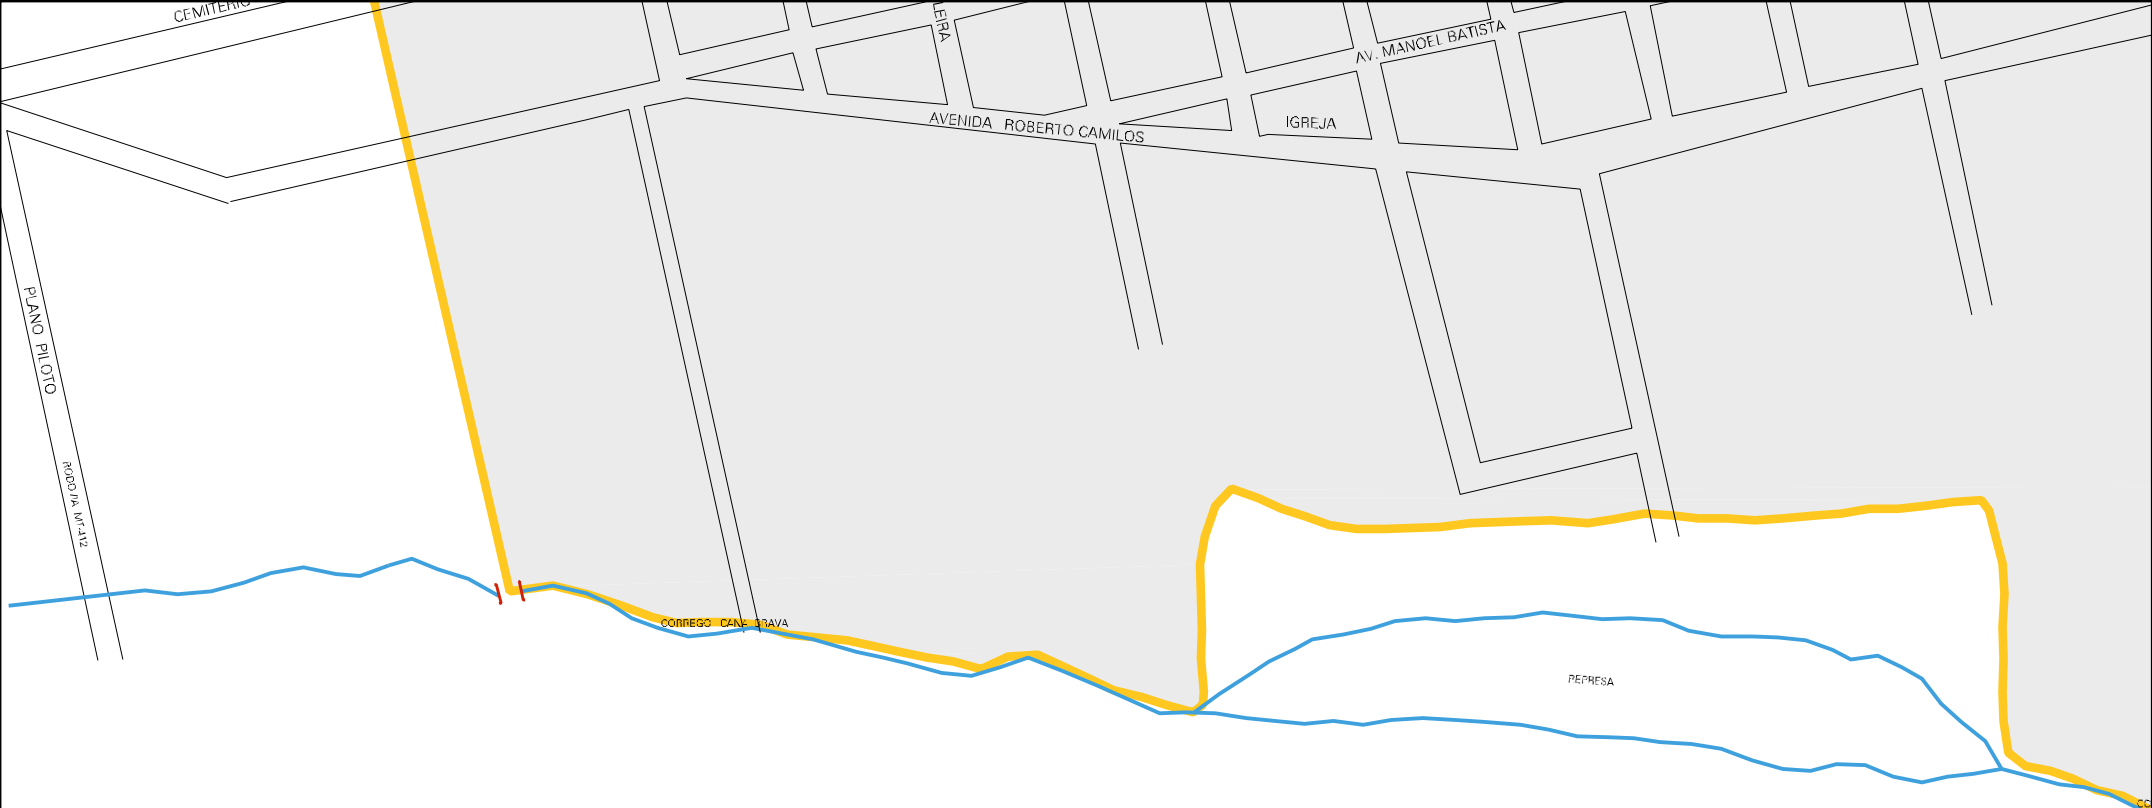 CEMITERIO
LEIRA
AV. MANOEL BATISTA
AVENIDA ROBERTO CAMILOS
IGREJA
PLANO PILOTO
RODOVIA MT-412
CORREGO CANA BRAVA
REPRESA